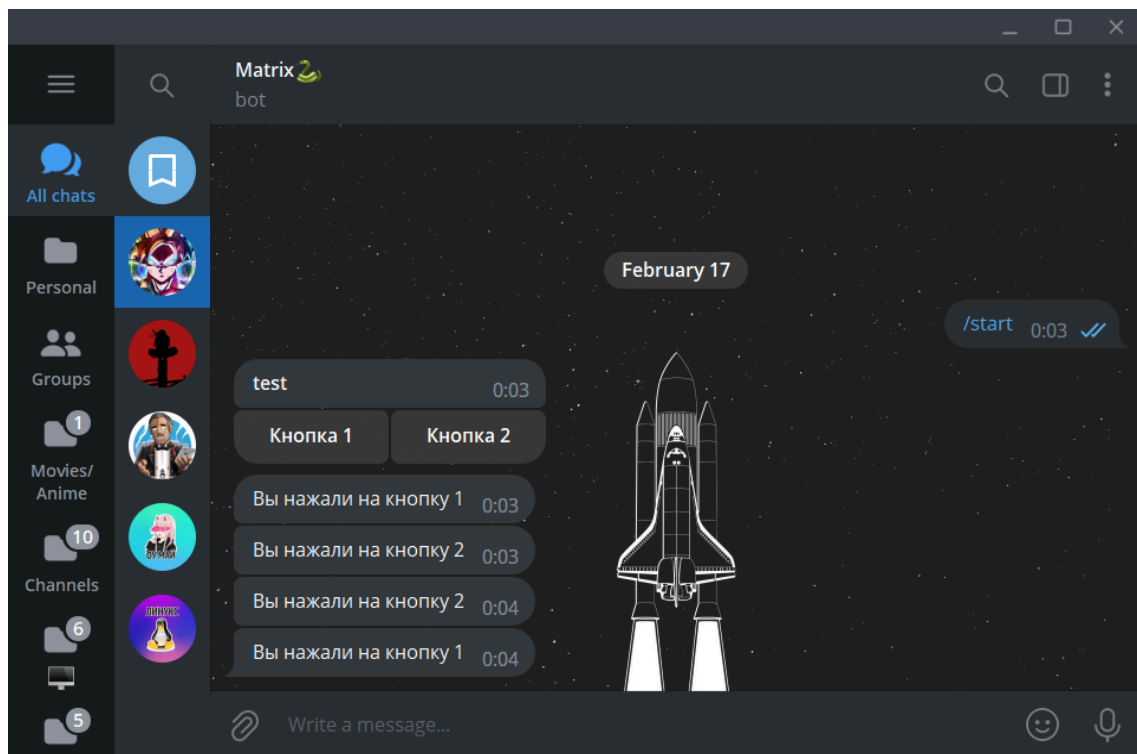 Matrix🐍
bot
All chats
Personal
Groups
1
Movies/
Anime
10
Channels
6
5
ЛИНУКС
February 17
/start 0:03
test 0:03
Кнопка 1 Кнопка 2
Вы нажали на кнопку 1 0:03
Вы нажали на кнопку 2 0:03
Вы нажали на кнопку 2 0:04
Вы нажали на кнопку 1 0:04
Write a message...